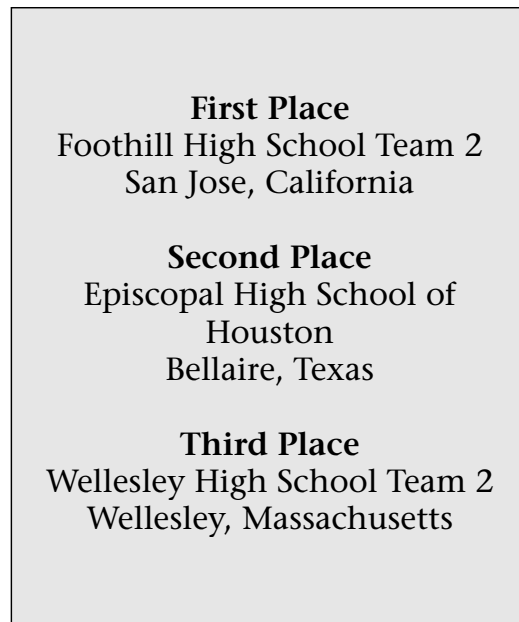 First Place
Foothill High School Team 2
San Jose, California
Second Place
Episcopal High School of
Houston
Bellaire, Texas
Third Place
Wellesley High School Team 2
Wellesley, Massachusetts